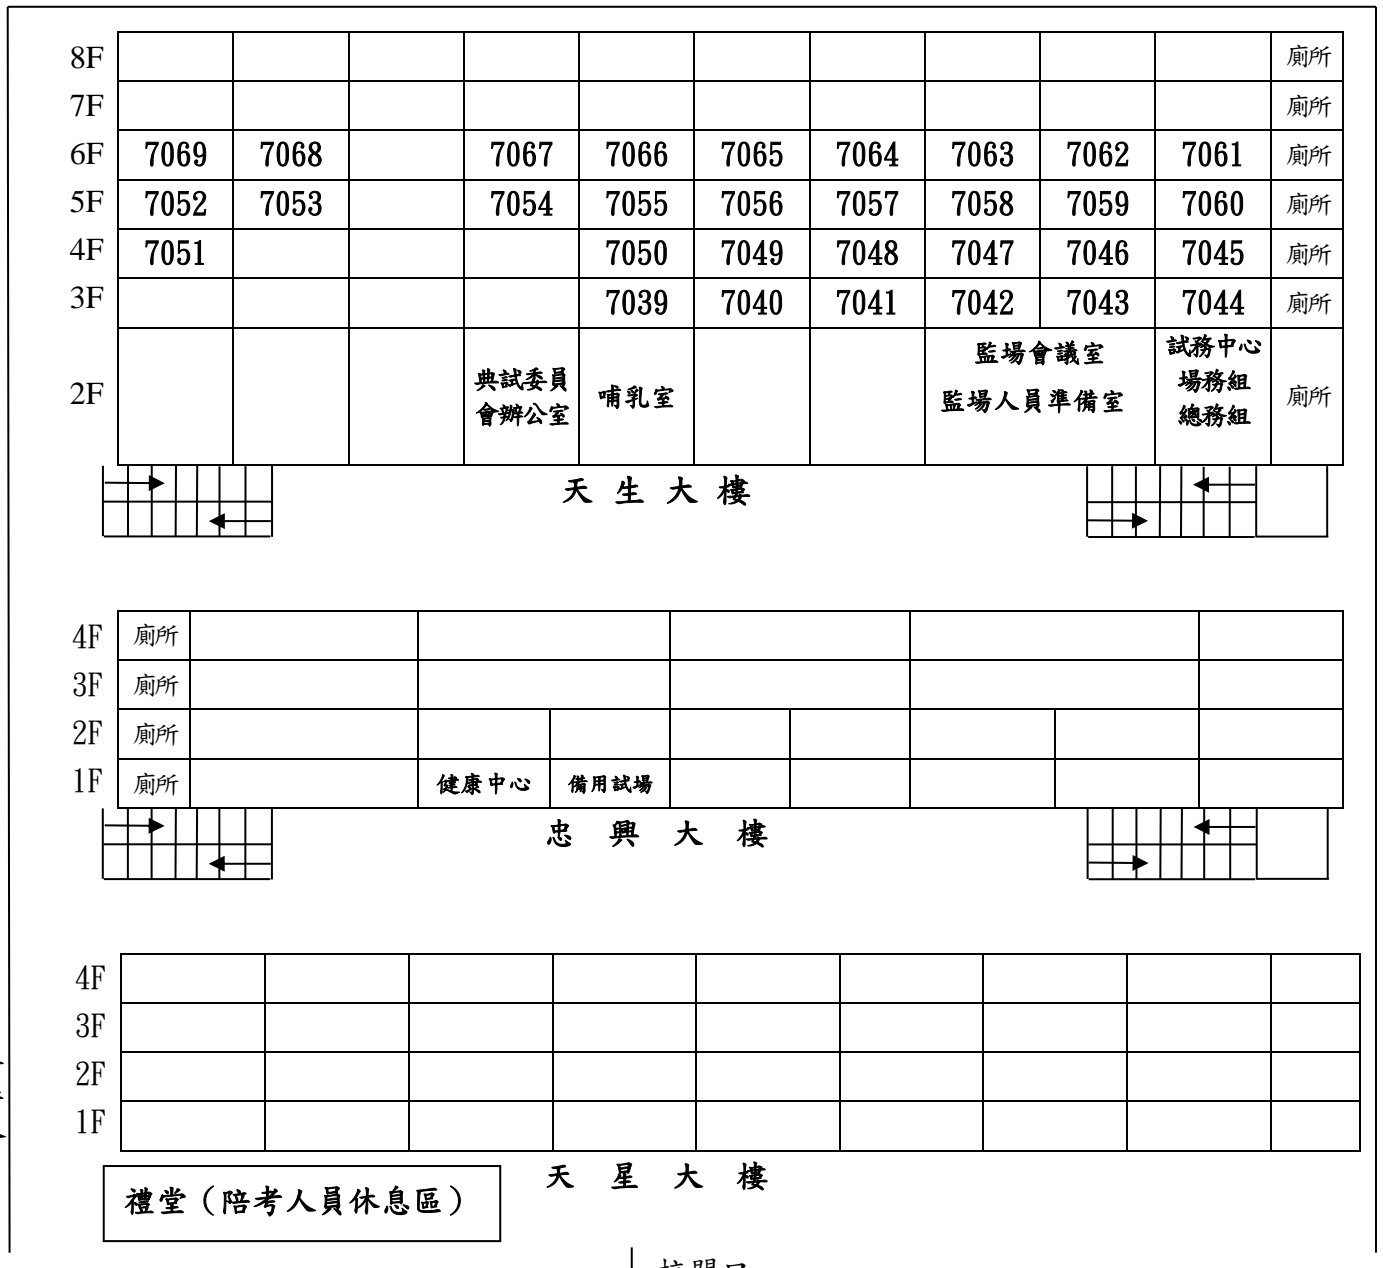 8F 廁所
7F 廁所
6F 7069 7068 7067 7066 7065 7064 7063 7062 7061 廁所
5F 7052 7053 7054 7055 7056 7057 7058 7059 7060 廁所
4F 7051 7050 7049 7048 7047 7046 7045 廁所
3F 7039 7040 7041 7042 7043 7044 廁所
2F 典試委員 會辦公室 哺乳室 監場會議室 監場人員準備室 試務中心 場務組 總務組 廁所
天生大樓
4F 廁所
3F 廁所
2F 廁所
1F 廁所 健康中心 備用試場
忠興大樓
4F
3F
2F
1F
天星大樓
禮堂（陪考人員休息區）